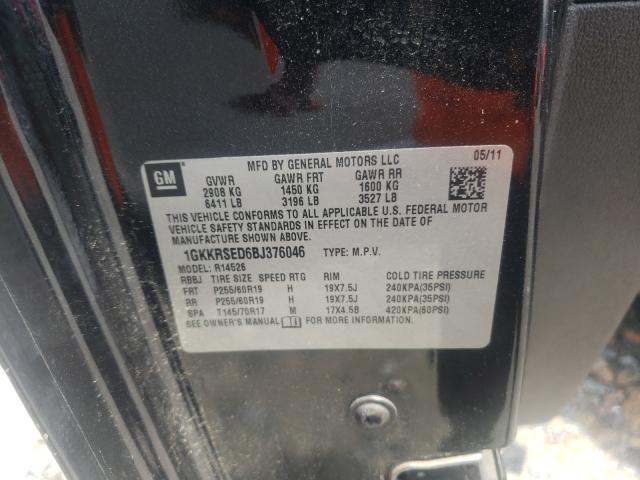 GM
MFD BY GENERAL MOTORS LLC
05/11
GVWR GAWR FRT GAWR RR
2908 KG 1450 KG 1600 KG
6411 LB 3196 LB 3527 LB
THIS VEHICLE CONFORMS TO ALL APPLICABLE U.S. FEDERAL MOTOR
VEHICLE SAFETY STANDARDS IN EFFECT ON THE DATE OF
MANUFACTURE SHOWN ABOVE.
1GKKRSED6BJ376046 TYPE: M.P.V.
MODEL: R14526
RBBJ TIRE SIZE SPEED RTG RIM COLD TIRE PRESSURE
FRT P255/60R19 H 19X7.5J 240KPA(35PSI)
RR P255/60R19 H 19X7.5J 240KPA(35PSI)
SPA T145/70R17 M 17X4.5B 420KPA(60PSI)
SEE OWNER'S MANUAL FOR MORE INFORMATION.